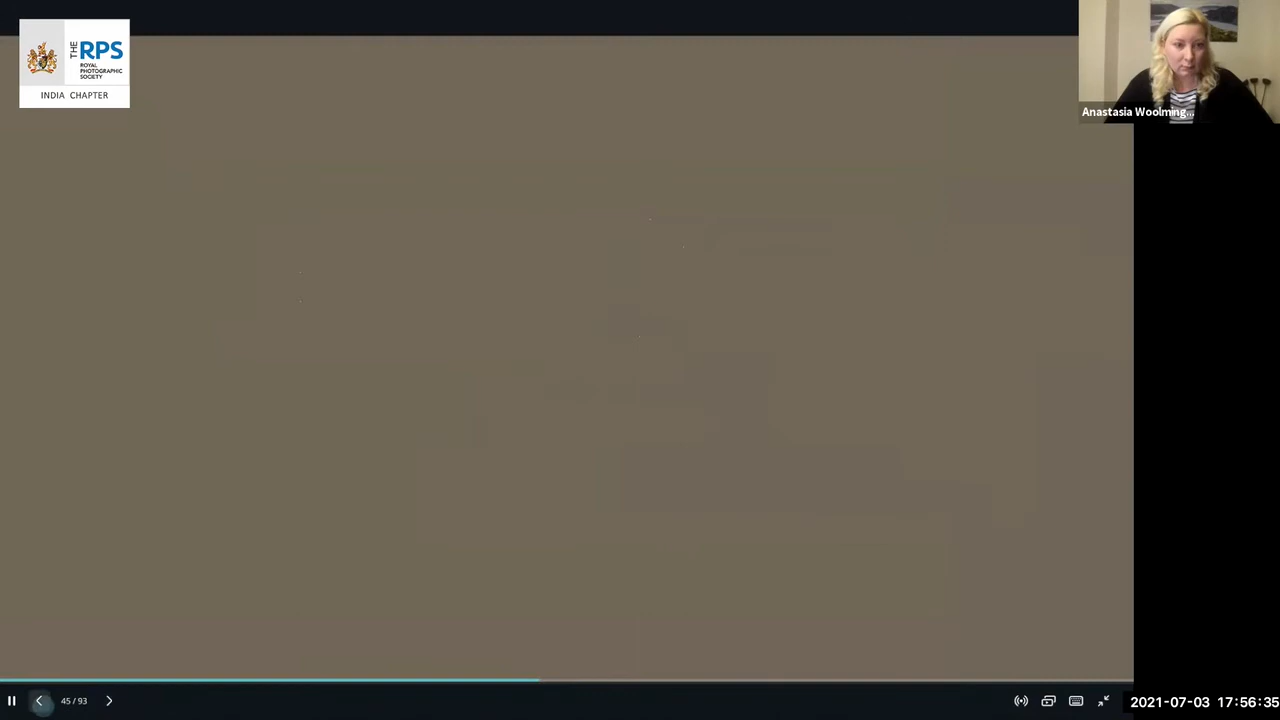 THE RPS
ROYAL
PHOTOGRAPHIC
SOCIETY
INDIA CHAPTER
Anastasia Woolming...
45 / 93
2021-07-03 17:56:35